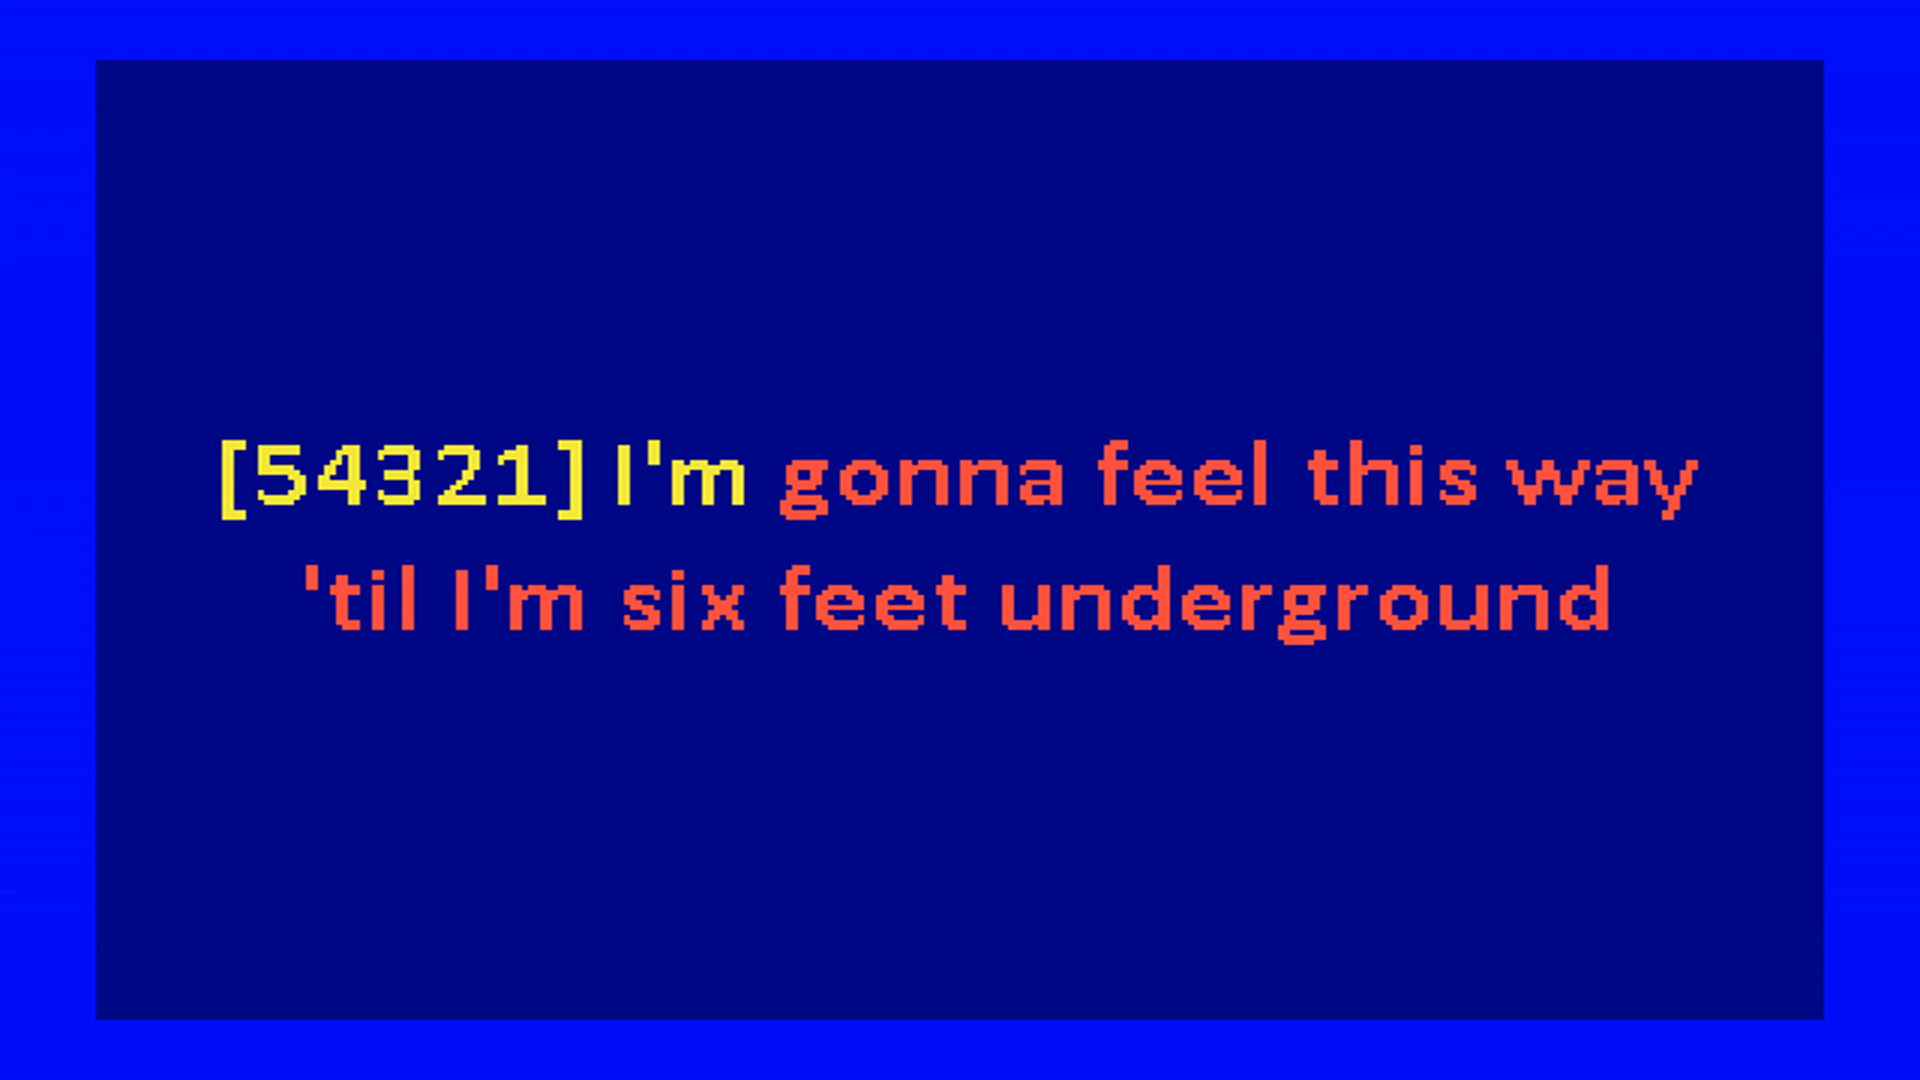 [54321] I'm gonna feel this way
'til I'm six feet underground